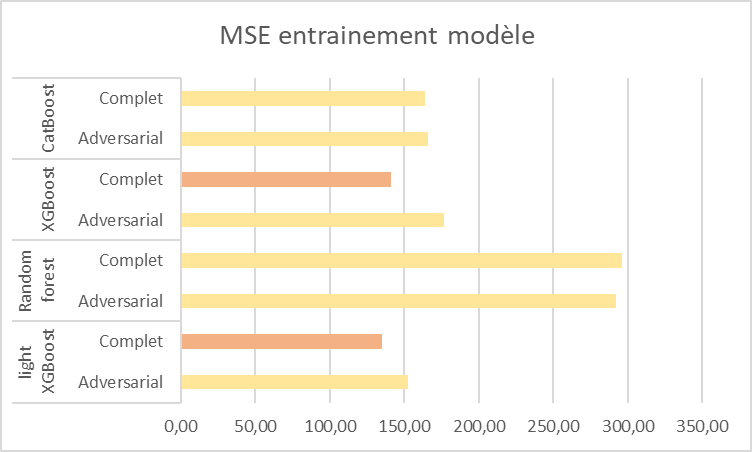 MSE entrainement modèle
CatBoost
Complet
Adversarial
XGBoost
Complet
Adversarial
Random
forest
Complet
Adversarial
light
XGBoost
Complet
Adversarial
0,00 50,00 100,00 150,00 200,00 250,00 300,00 350,00